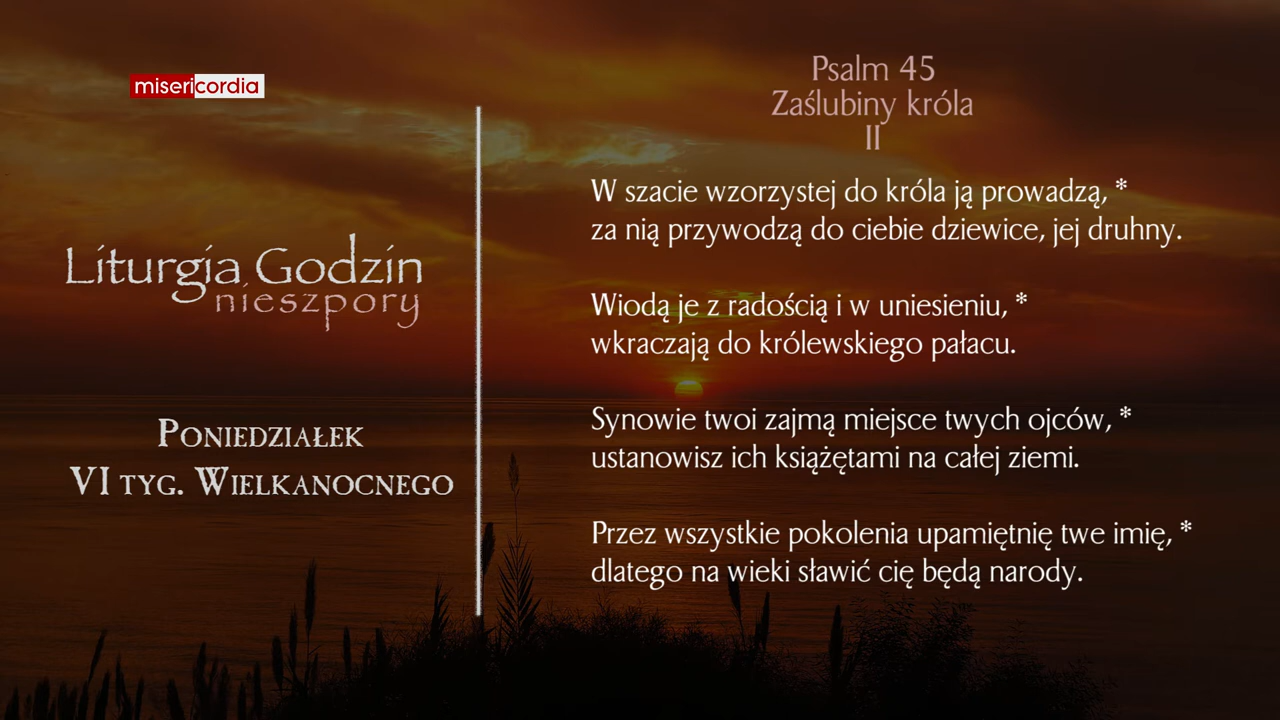 misericordia
Liturgia Godzin
nieszpory
Poniedziałek
VI tyg. Wielkanocnego
Psalm 45
Zaślubiny króla
II
W szacie wzorzystej do króla ją prowadzą, *
za nią przywodzą do ciebie dziewice, jej druhny.
Wiodą je z radością i w uniesieniu, *
wkraczają do królewskiego pałacu.
Synowie twoi zajmą miejsce twych ojców, *
ustanowisz ich książętami na całej ziemi.
Przez wszystkie pokolenia upamiętnię twe imię, *
dlatego na wieki sławić cię będą narody.